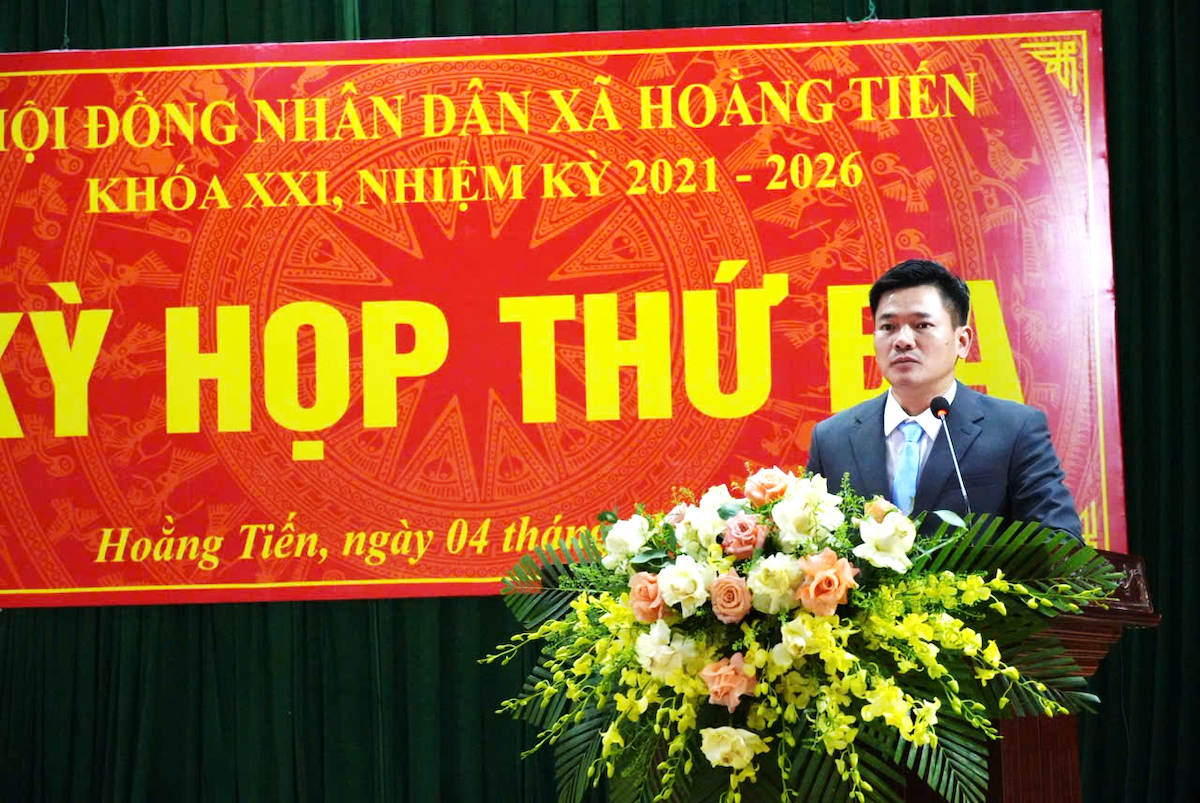 HỘI ĐỒNG NHÂN DÂN XÃ HOẰNG TIẾN
KHÓA XXI, NHIỆM KỲ 2021 - 2026
KỲ HỌP THỨ BA
Hoằng Tiến, ngày 04 tháng